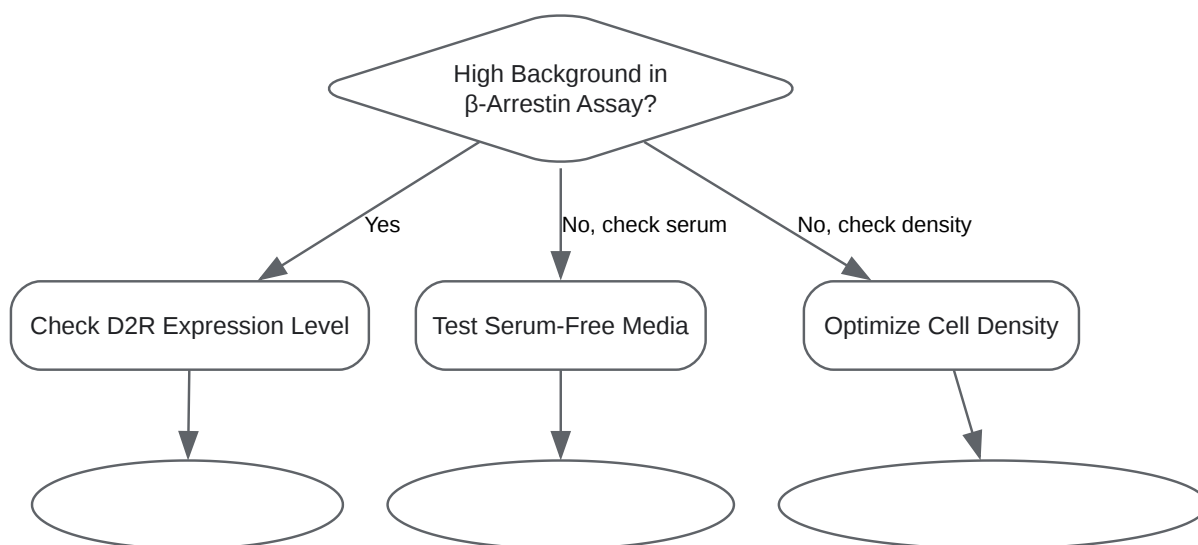 High Background in
β-Arrestin Assay?
Yes
No, check serum
No, check density
Check D2R Expression Level
Test Serum-Free Media
Optimize Cell Density